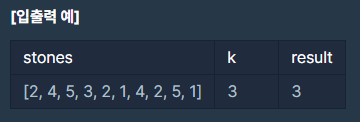 [입출력 예]
stones k result
[2, 4, 5, 3, 2, 1, 4, 2, 5, 1] 3 3